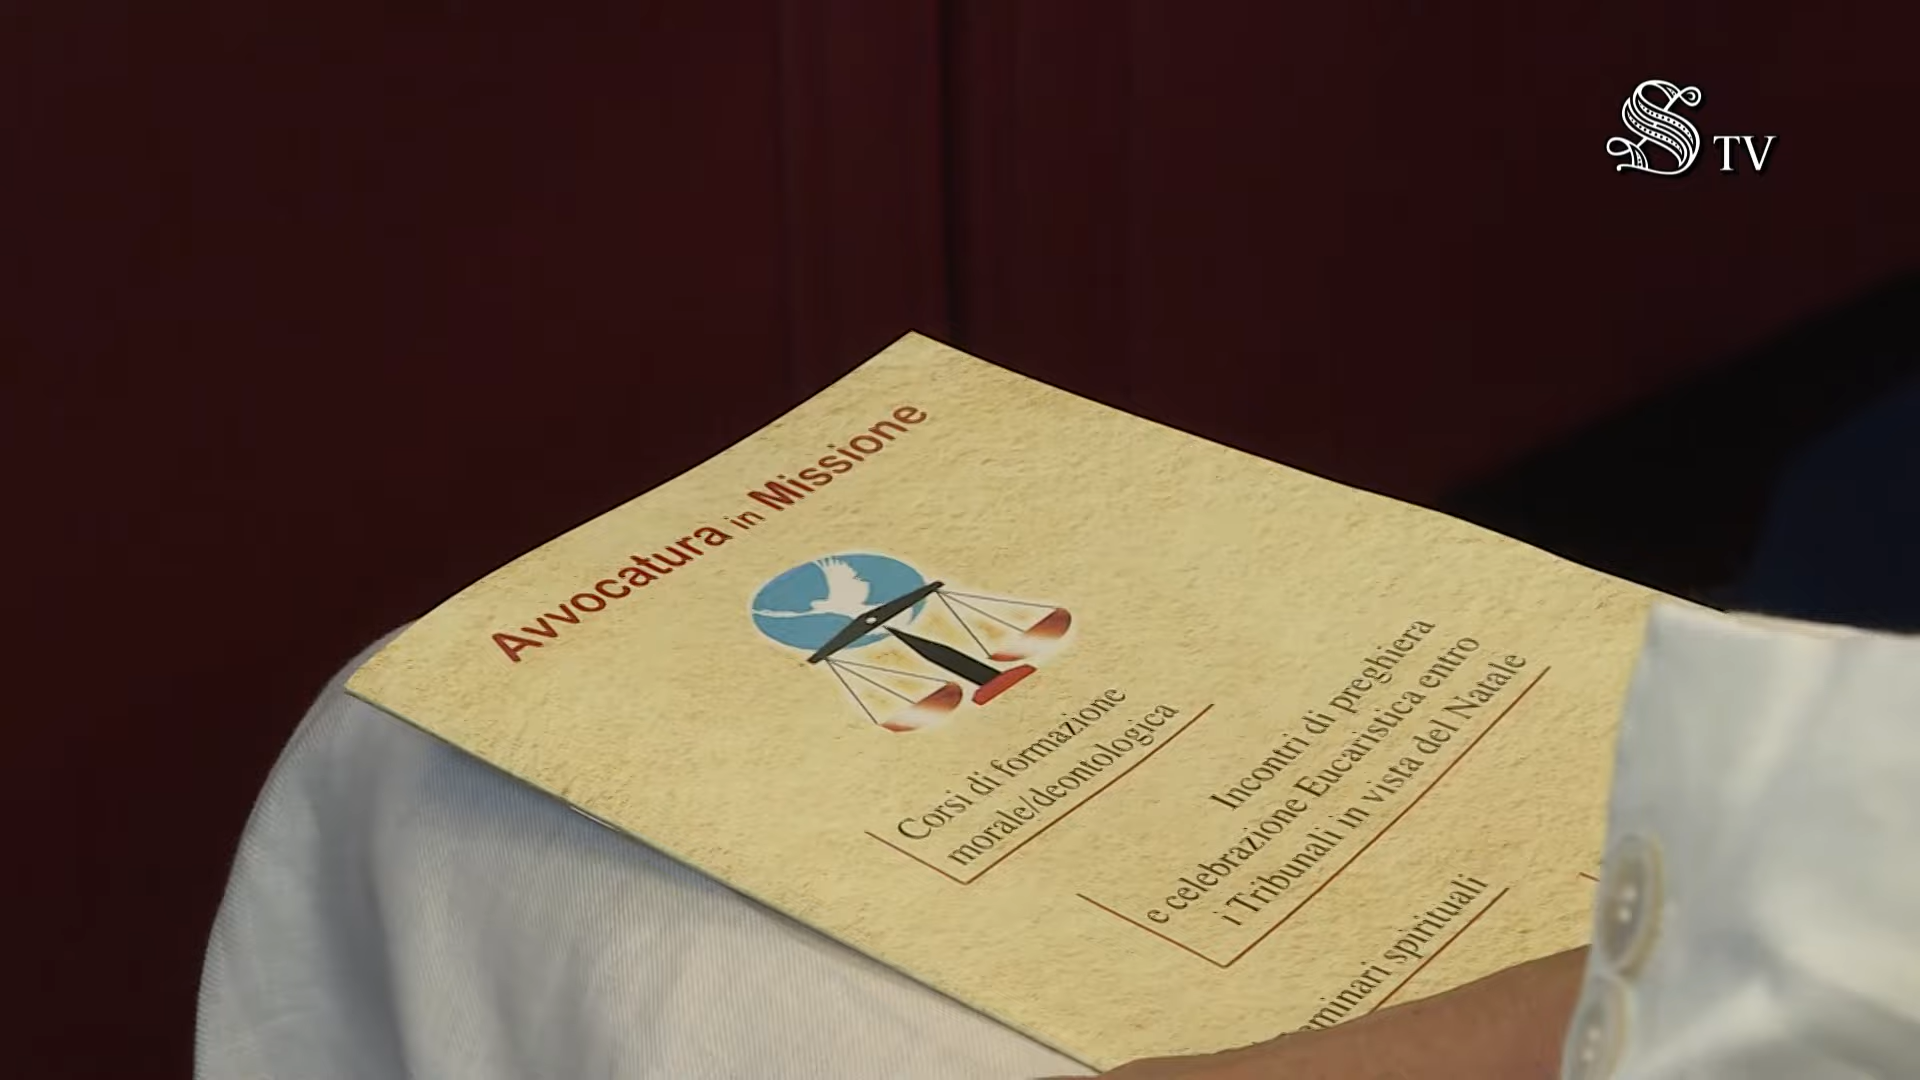 S TV
Avvocatura in Missione
Corsi di formazione
morale/deontologica
Incontri di preghiera
e celebrazione Eucaristica entro
i Tribunali in vista del Natale
spirituali